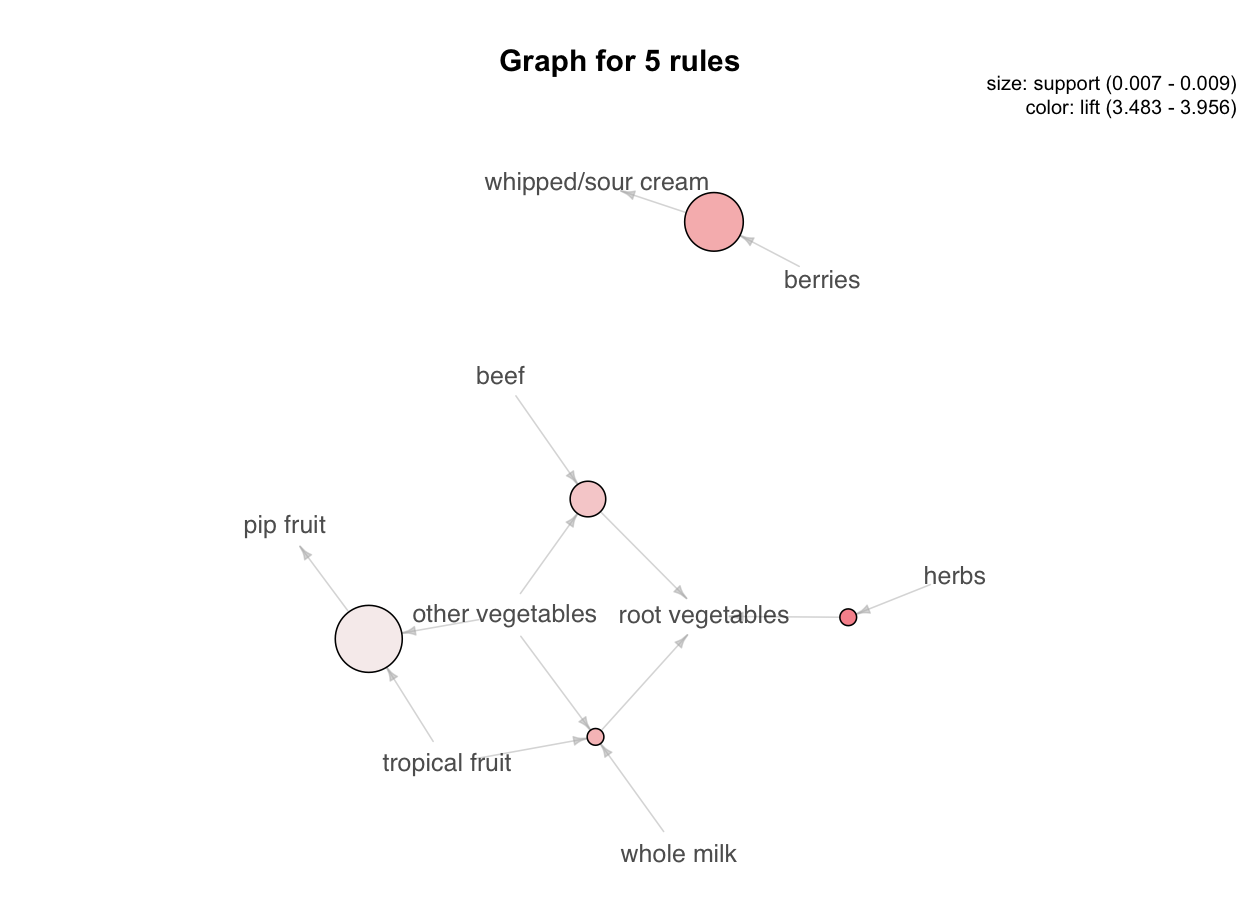 Graph for 5 rules
size: support (0.007 - 0.009)
color: lift (3.483 - 3.956)
whipped/sour cream
berries
beef
pip fruit
herbs
other vegetables
root vegetables
tropical fruit
whole milk